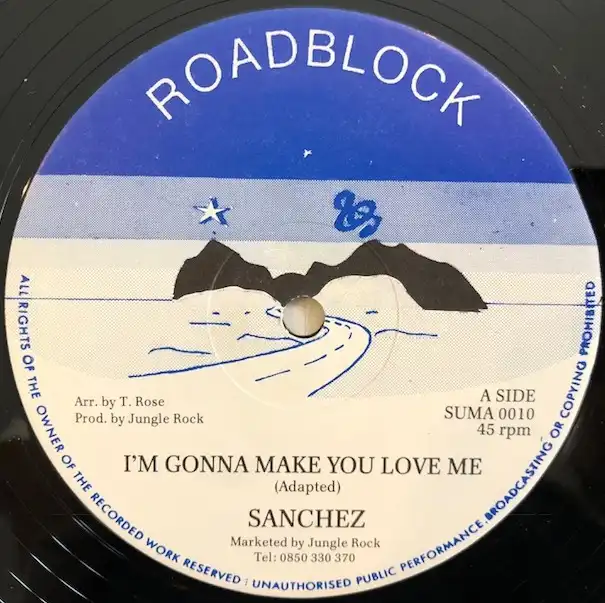 ROADBLOCK
Arr. by T. Rose
Prod. by Jungle Rock
A SIDE
SUMA 0010
45 rpm
I'M GONNA MAKE YOU LOVE ME
(Adapted)
SANCHEZ
Marketed by Jungle Rock
Tel: 0850 330 370
ALL RIGHTS OF THE OWNER OF THE RECORDED WORK RESERVED : UNAUTHORISED PUBLIC PERFORMANCE, BROADCASTING OR COPYING PROHIBITED